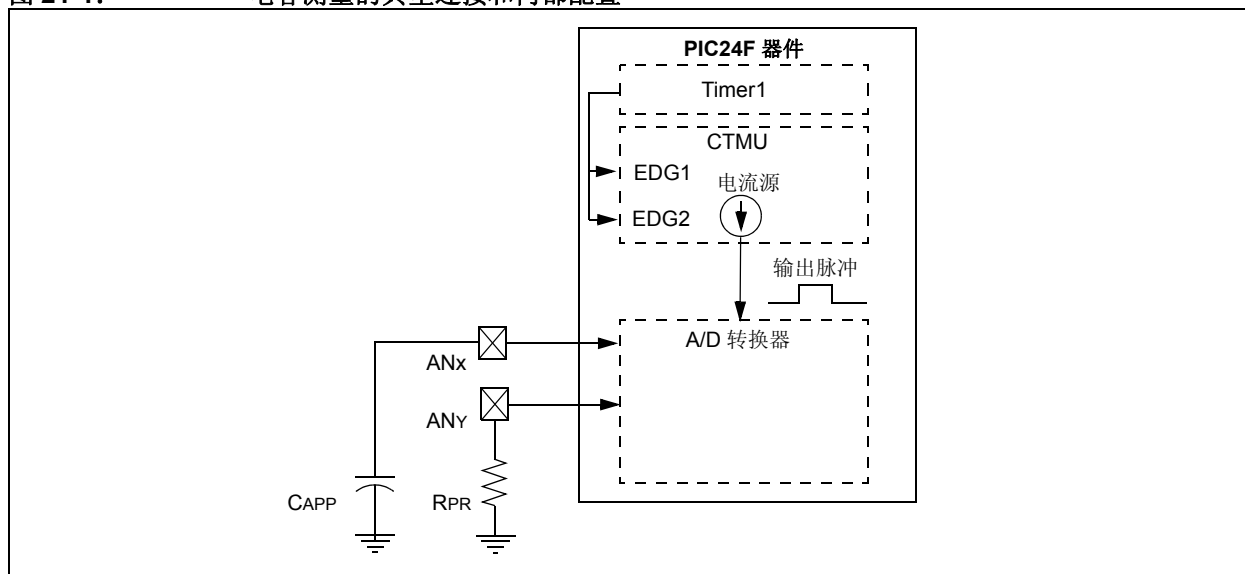 PIC24F 器件
Timer1
CTMU
EDG1
电流源
EDG2
输出脉冲
A/D 转换器
ANX
ANY
CAPP
RPR